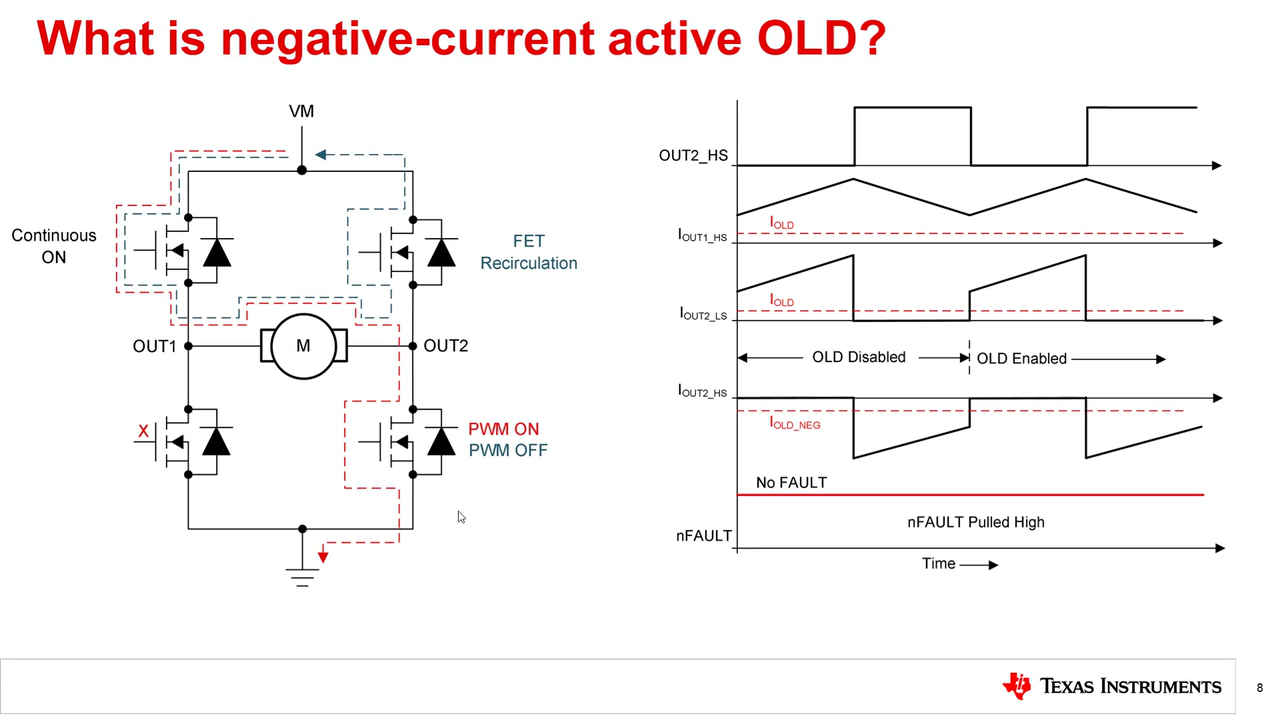 What is negative-current active OLD?
VM
Continuous
ON
FET
Recirculation
OUT1
M
OUT2
X
PWM ON
PWM OFF
OUT2_HS
IOLD
IOUT1_HS
IOLD
IOUT2_LS
OLD Disabled
OLD Enabled
IOUT2_HS
IOLD_NEG
No FAULT
nFAULT Pulled High
nFAULT
Time
TEXAS INSTRUMENTS
8